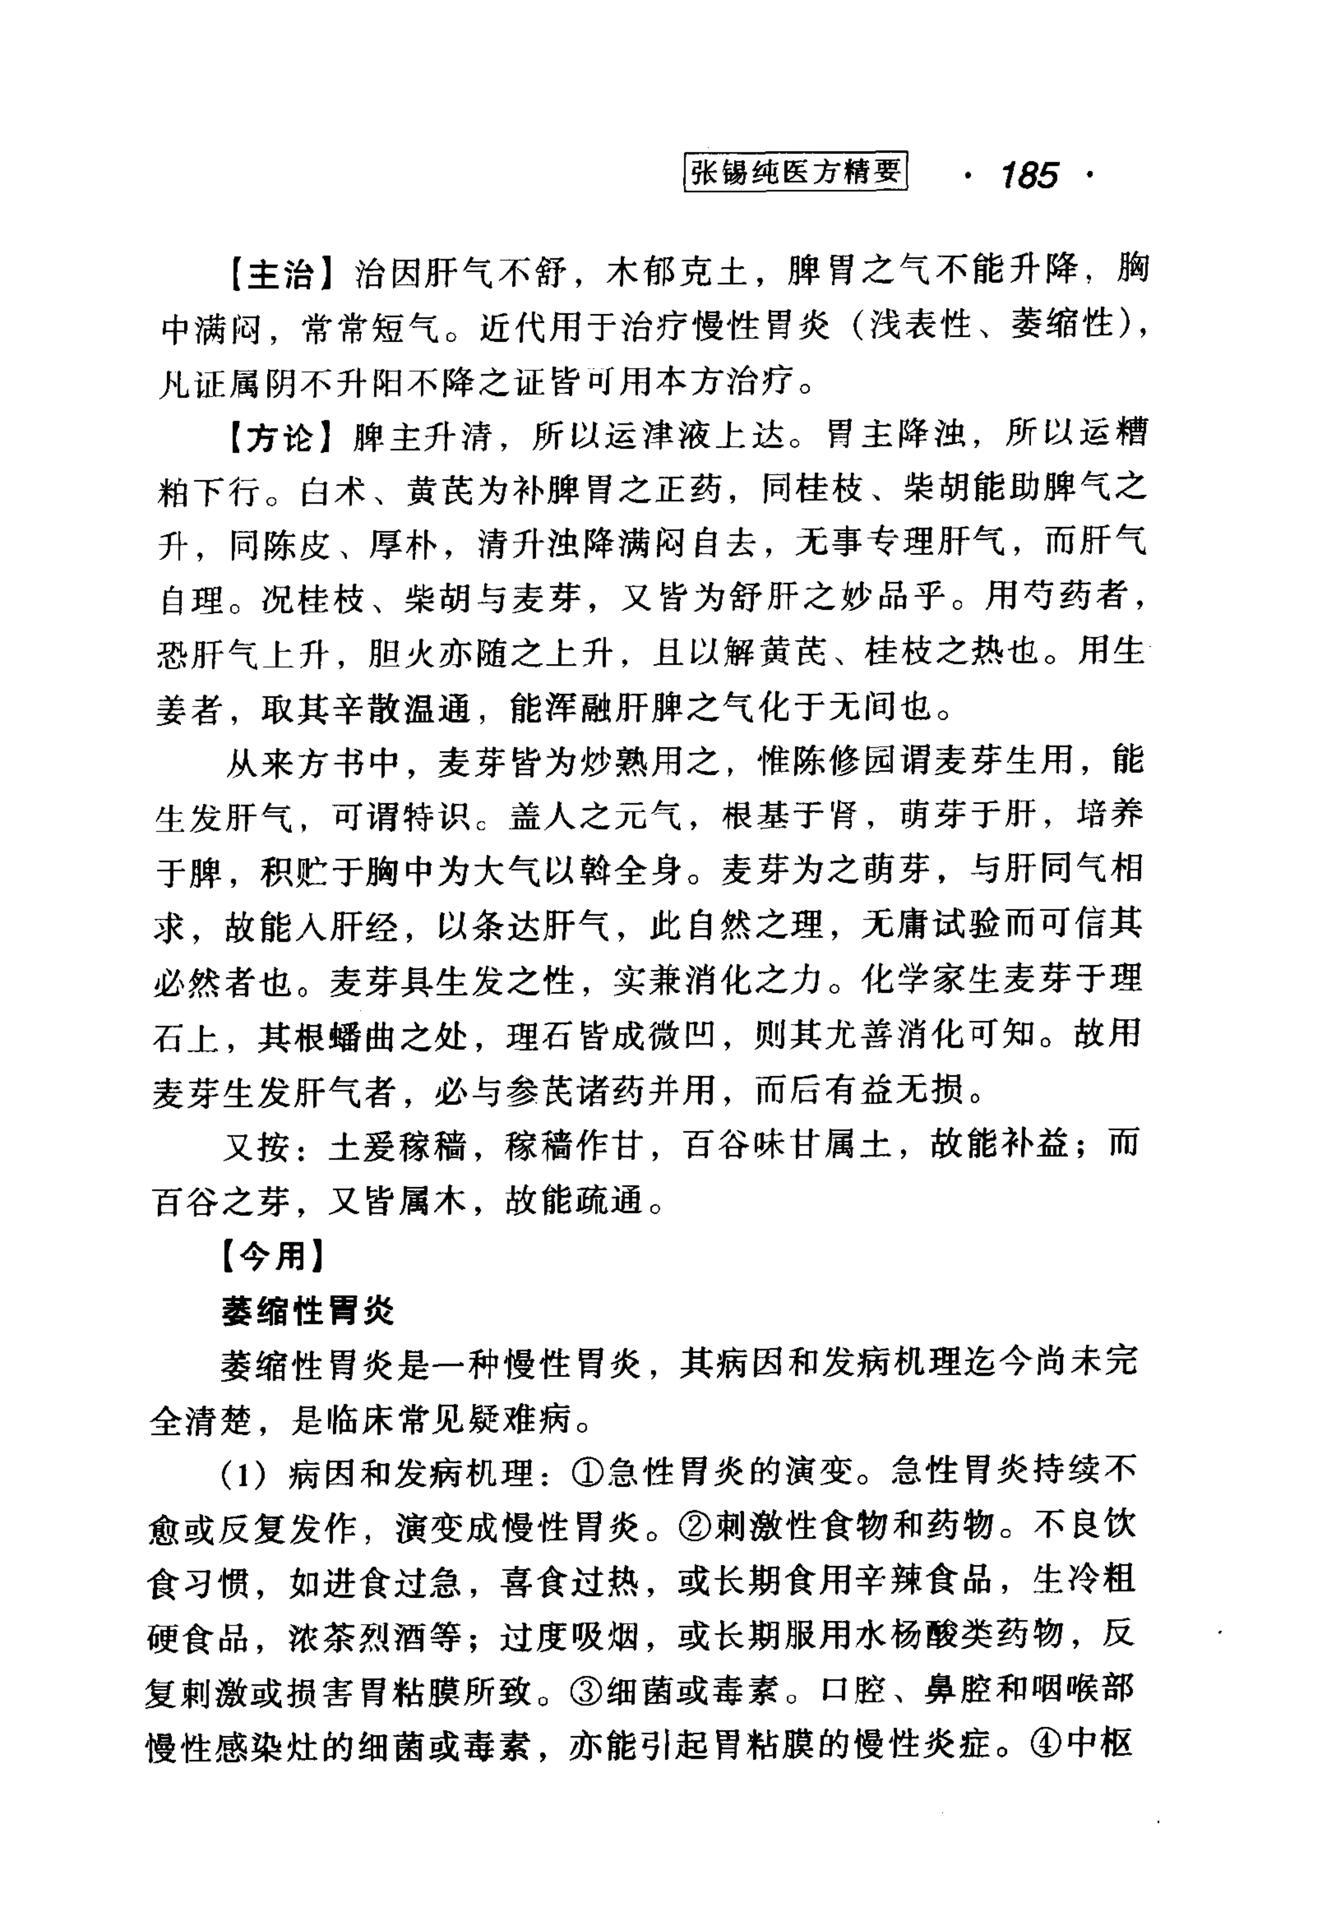 张锡纯医方精要 · 185 ·
【主治】治因肝气不舒，木郁克土，脾胃之气不能升降，胸
中满闷，常常短气。近代用于治疗慢性胃炎（浅表性、萎缩性），
凡证属阴不升阳不降之证皆可用本方治疗。
【方论】脾主升清，所以运津液上达。胃主降浊，所以运糟
粕下行。白术、黄芪为补脾胃之正药，同桂枝、柴胡能助脾气之
升，同陈皮、厚朴，清升浊降满闷自去，无事专理肝气，而肝气
自理。况桂枝、柴胡与麦芽，又皆为舒肝之妙品乎。用芍药者，
恐肝气上升，胆火亦随之上升，且以解黄芪、桂枝之热也。用生
姜者，取其辛散温通，能浑融肝脾之气化于无间也。
从来方书中，麦芽皆为炒熟用之，惟陈修园谓麦芽生用，能
生发肝气，可谓特识。盖人之元气，根基于肾，萌芽于肝，培养
于脾，积贮于胸中为大气以斡全身。麦芽为之萌芽，与肝同气相
求，故能入肝经，以条达肝气，此自然之理，无庸试验而可信其
必然者也。麦芽具生发之性，实兼消化之力。化学家生麦芽于理
石上，其根蟠曲之处，理石皆成微凹，则其尤善消化可知。故用
麦芽生发肝气者，必与参芪诸药并用，而后有益无损。
又按：土爰稼穑，稼穑作甘，百谷味甘属土，故能补益；而
百谷之芽，又皆属木，故能疏通。
【今用】
萎缩性胃炎
萎缩性胃炎是一种慢性胃炎，其病因和发病机理迄今尚未完
全清楚，是临床常见疑难病。
（1）病因和发病机理：①急性胃炎的演变。急性胃炎持续不
愈或反复发作，演变成慢性胃炎。②刺激性食物和药物。不良饮
食习惯，如进食过急，喜食过热，或长期食用辛辣食品，生冷粗
硬食品，浓茶烈酒等；过度吸烟，或长期服用水杨酸类药物，反
复刺激或损害胃粘膜所致。③细菌或毒素。口腔、鼻腔和咽喉部
慢性感染灶的细菌或毒素，亦能引起胃粘膜的慢性炎症。④中枢